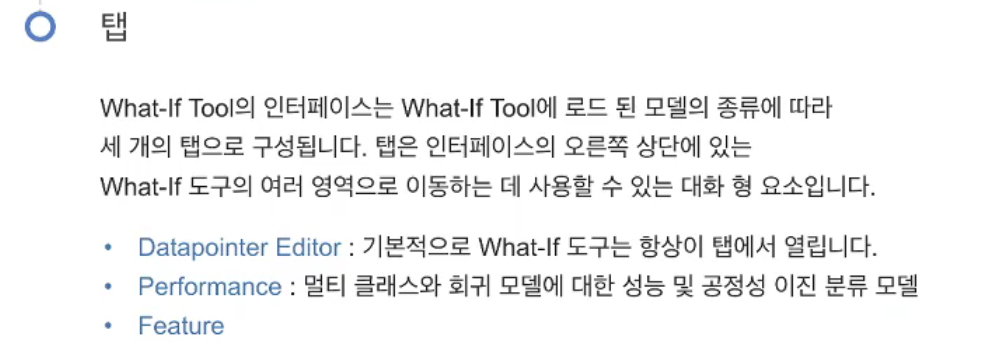 탭
What-If Tool의 인터페이스는 What-If Tool에 로드 된 모델의 종류에 따라
세 개의 탭으로 구성됩니다. 탭은 인터페이스의 오른쪽 상단에 있는
What-If 도구의 여러 영역으로 이동하는 데 사용할 수 있는 대화 형 요소입니다.
• Datapointer Editor : 기본적으로 What-If 도구는 항상이 탭에서 열립니다.
• Performance : 멀티 클래스와 회귀 모델에 대한 성능 및 공정성 이진 분류 모델
• Feature